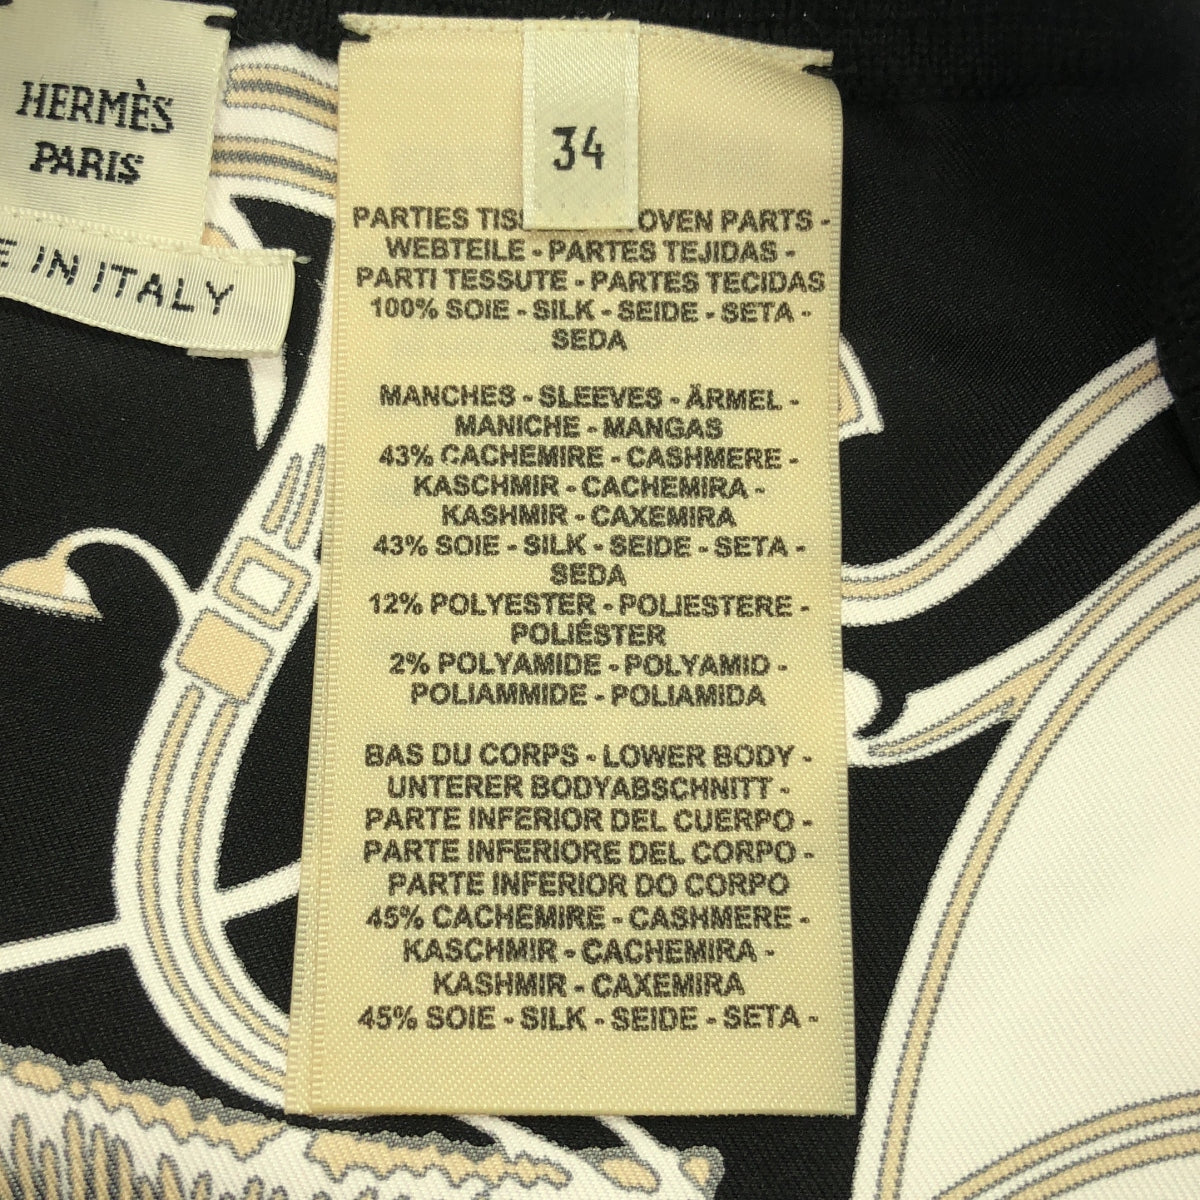 HERMÈS
PARIS
E IN ITALY
34
PARTIES TISS OVEN PARTS -
WEBTEILE - PARTES TEJIDAS -
PARTI TESSUTE - PARTES TECIDAS
100% SOIE - SILK - SEIDE - SETA -
SEDA
MANCHES - SLEEVES - ÄRMEL -
MANICHE - MANGAS
43% CACHEMIRE - CASHMERE -
KASCHMIR - CACHEMIRA -
KASHMIR - CAXEMIRA
43% SOIE - SILK - SEIDE - SETA -
SEDA
12% POLYESTER - POLIESTERE -
POLIÉSTER
2% POLYAMIDE - POLYAMID -
POLIAMMIDE - POLIAMIDA
BAS DU CORPS - LOWER BODY -
UNTERER BODYABSCHNITT -
PARTE INFERIOR DEL CUERPO -
PARTE INFERIORE DEL CORPO -
PARTE INFERIOR DO CORPO
45% CACHEMIRE - CASHMERE -
KASCHMIR - CACHEMIRA -
KASHMIR - CAXEMIRA
45% SOIE - SILK - SEIDE - SETA -